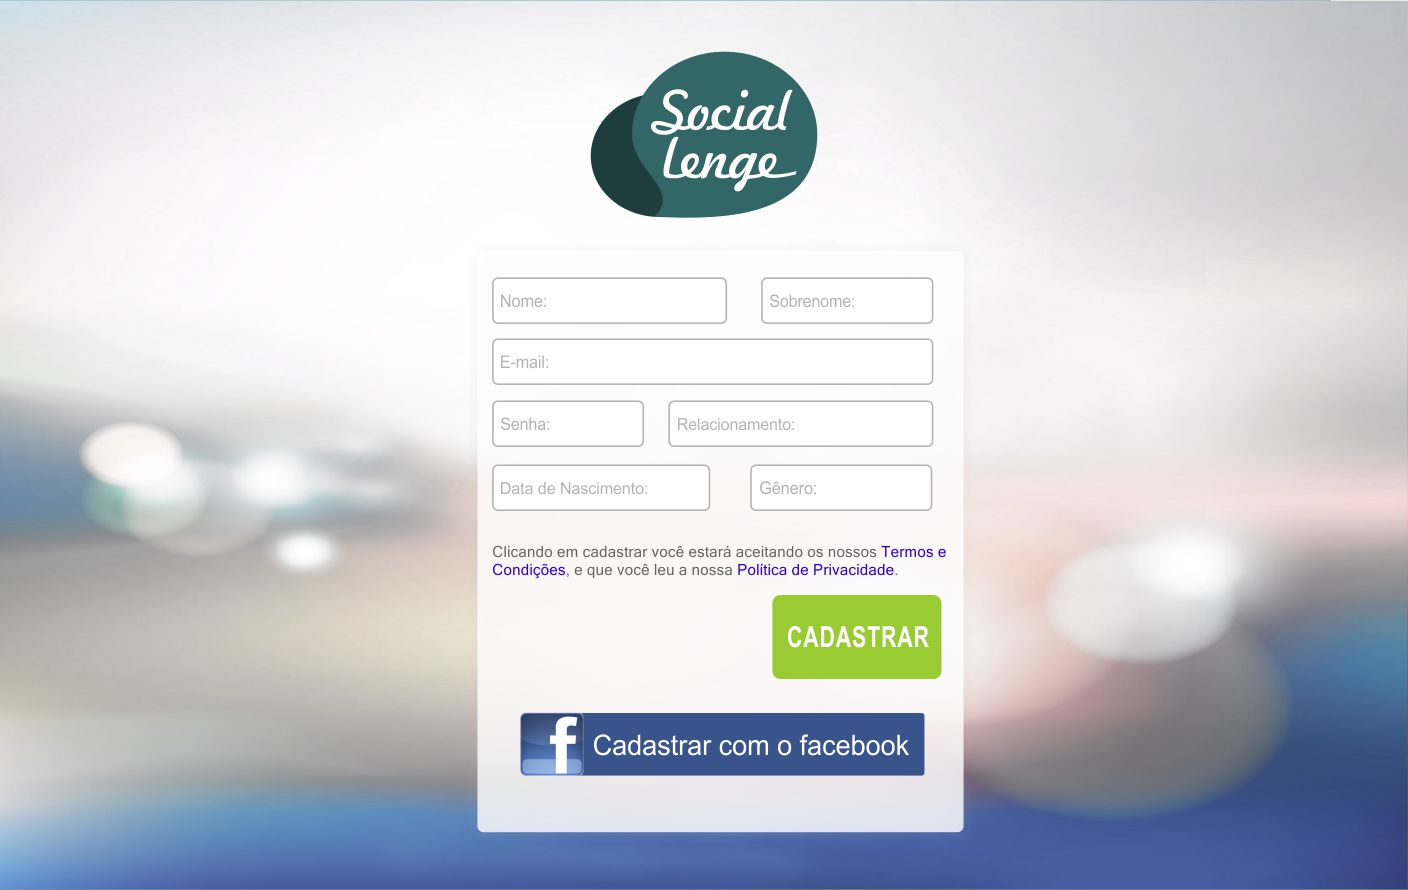 Social
lenge
Nome:
Sobrenome:
E-mail:
Senha:
Relacionamento:
Data de Nascimento:
Gênero:
Clicando em cadastrar você estará aceitando os nossos Termos e
Condições, e que você leu a nossa Política de Privacidade.
CADASTRAR
f Cadastrar com o facebook